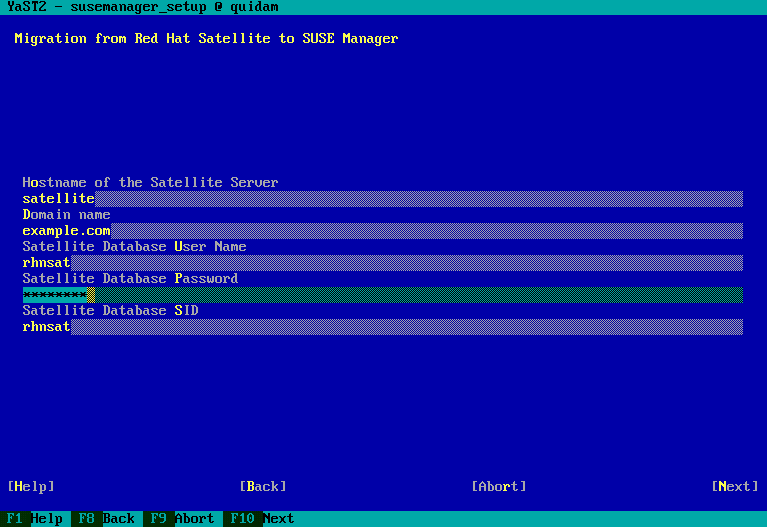 YaST2 - susemanager_setup @ quidam
Migration from Red Hat Satellite to SUSE Manager
Hostname of the Satellite Server
satellite
Domain name
example.com
Satellite Database User Name
rhnsat
Satellite Database Password
********
Satellite Database SID
rhnsat
[Help] [Back] [Abort] [Next]
F1 Help F8 Back F9 Abort F10 Next